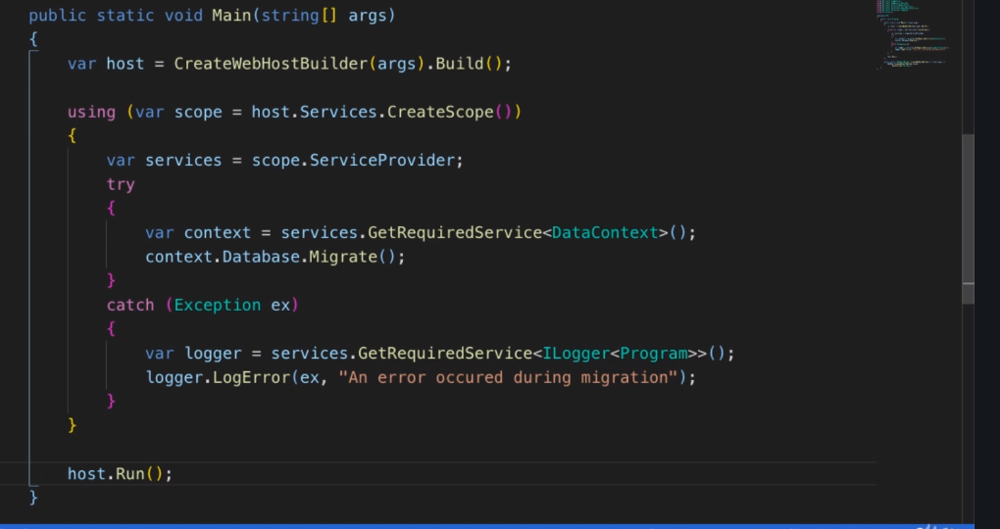 public static void Main(string[] args)
{
    var host = CreateWebHostBuilder(args).Build();

    using (var scope = host.Services.CreateScope())
    {
        var services = scope.ServiceProvider;
        try
        {
            var context = services.GetRequiredService<DataContext>();
            context.Database.Migrate();
        }
        catch (Exception ex)
        {
            var logger = services.GetRequiredService<ILogger<Program>>();
            logger.LogError(ex, "An error occured during migration");
        }
    }

    host.Run();
}